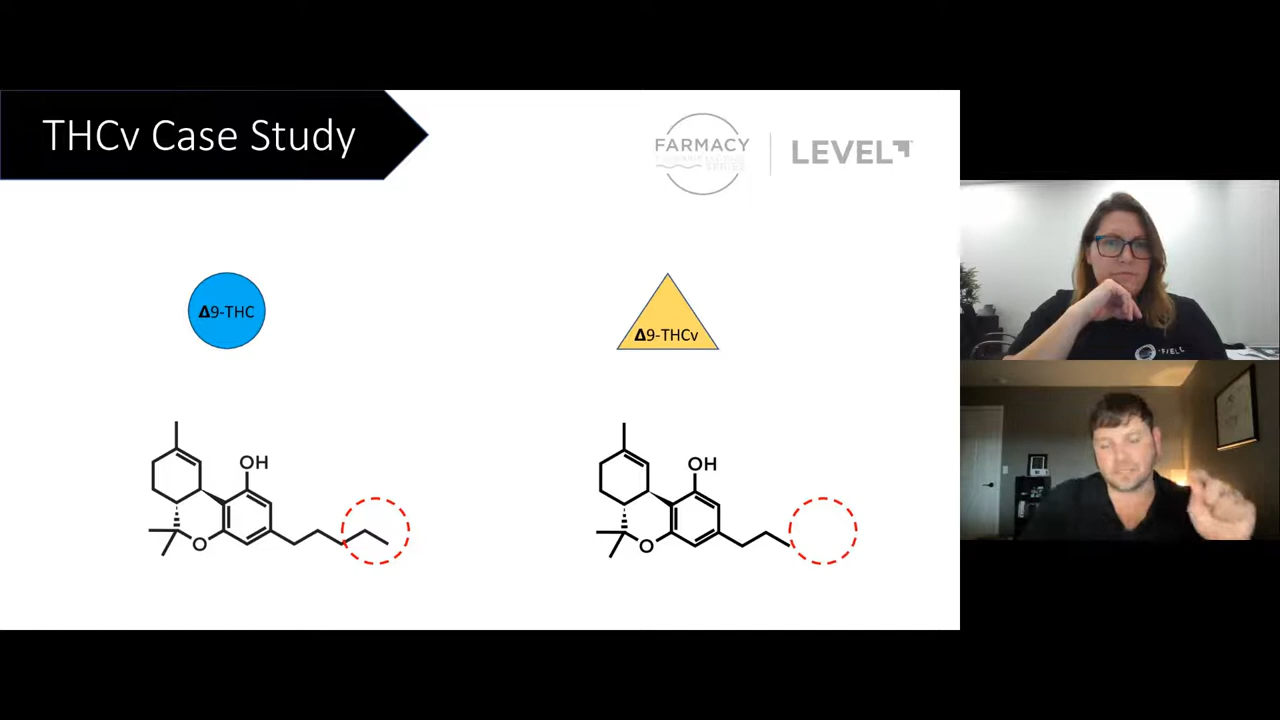 THCv Case Study
FARMACY
LEVEL
Δ9-THC
Δ9-THCv
OH
O
OH
O